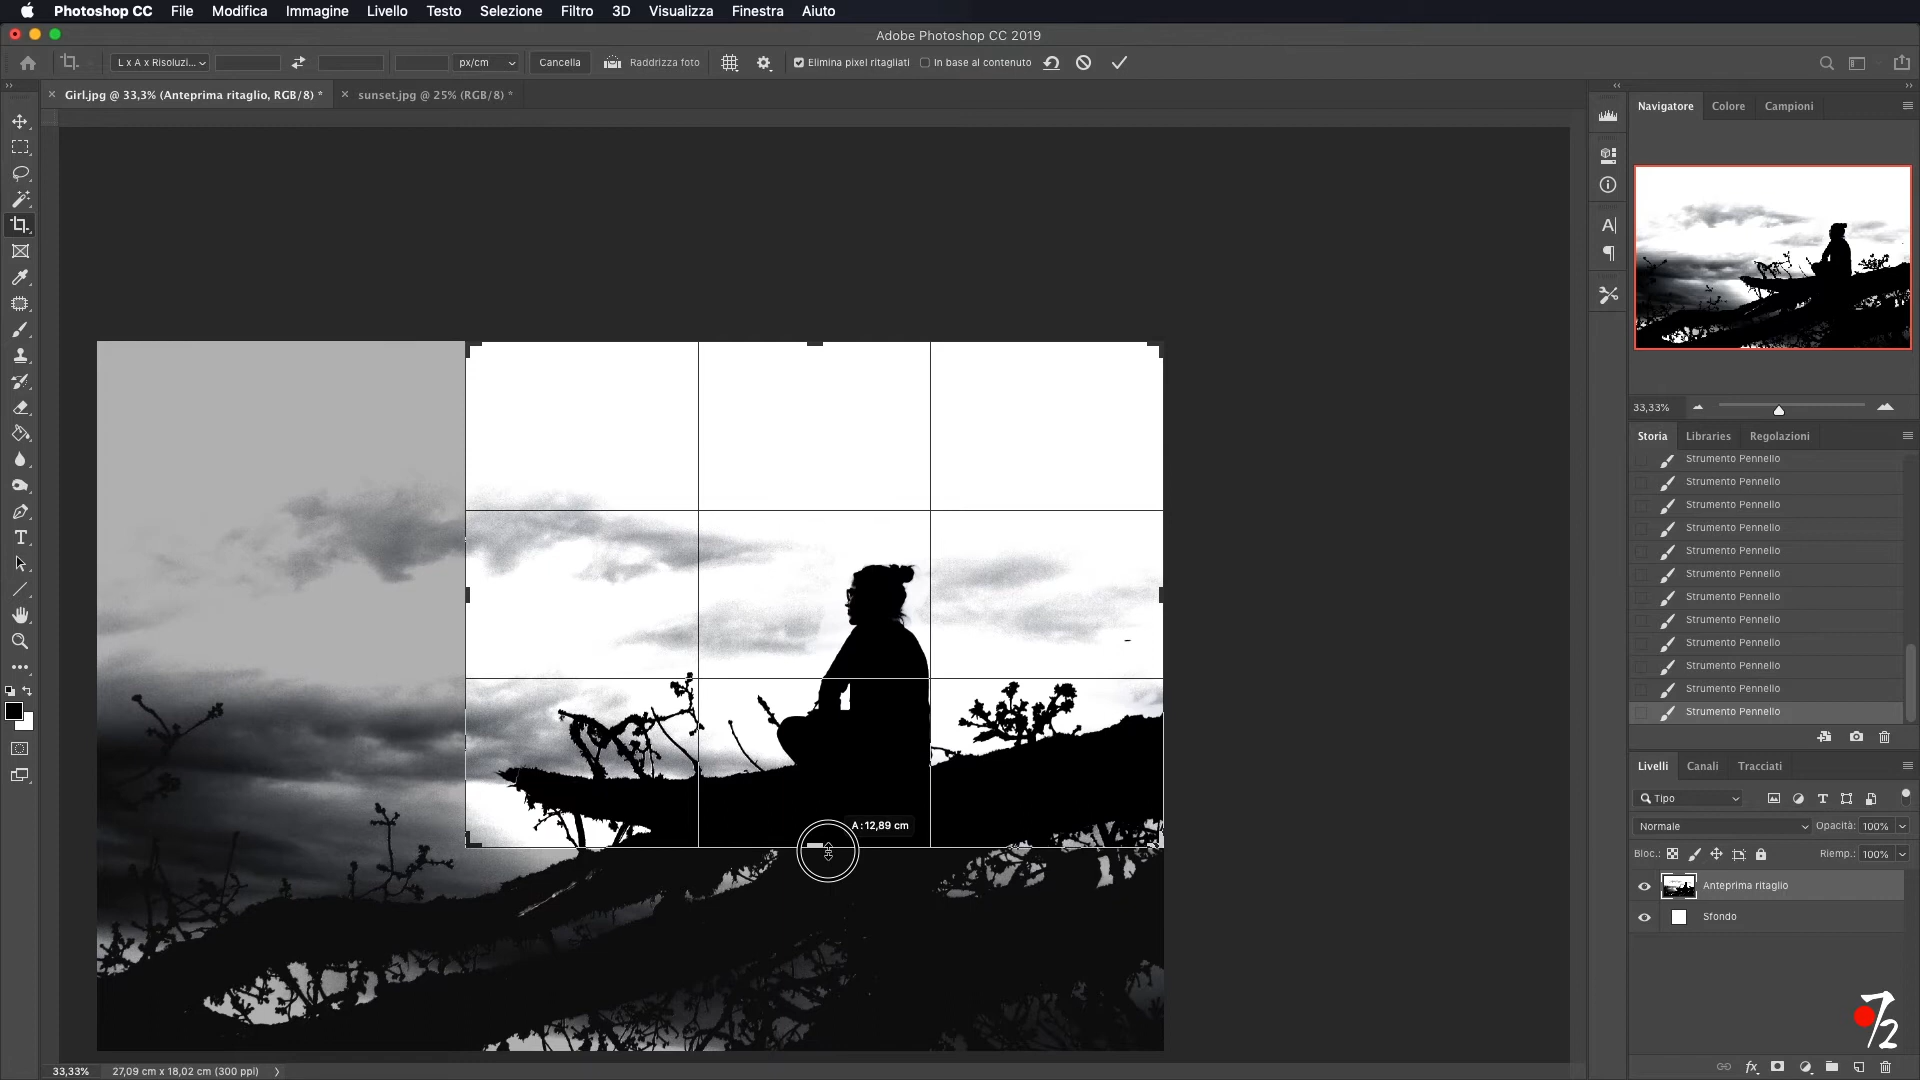 Photoshop CC File Modifica Immagine Livello Testo Selezione Filtro 3D Visualizza Finestra Aiuto
Adobe Photoshop CC 2019
L x A x Risoluzi... px/cm Cancella Raddrizza foto Elimina pixel ritagliati In base al contenuto
Girl.jpg @ 33,3% (Anteprima ritaglio, RGB/8) * sunset.jpg @ 25% (RGB/8) *
Navigatore Colore Campioni
33,33%
Storia Libraries Regolazioni
Strumento Pennello
Strumento Pennello
Strumento Pennello
Strumento Pennello
Strumento Pennello
Strumento Pennello
Strumento Pennello
Strumento Pennello
Strumento Pennello
Strumento Pennello
Strumento Pennello
Strumento Pennello
Livelli Canali Tracciati
Tipo
Normale Opacità: 100%
Bloc.: Riemp.: 100%
Anteprima ritaglio
Sfondo
A : 12,89 cm
7/2
33,33% 27,09 cm x 18,02 cm (300 ppi)